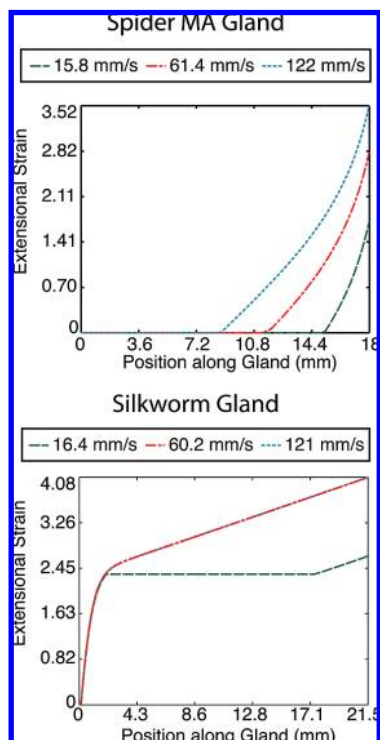 Spider MA Gland
15.8 mm/s 61.4 mm/s 122 mm/s
Extensional Strain
3.52
2.82
2.11
1.41
0.70
0
0 3.6 7.2 10.8 14.4 18
Position along Gland (mm)
Silkworm Gland
16.4 mm/s 60.2 mm/s 121 mm/s
Extensional Strain
4.08
3.26
2.45
1.63
0.82
0
0 4.3 8.6 12.8 17.1 21.5
Position along Gland (mm)